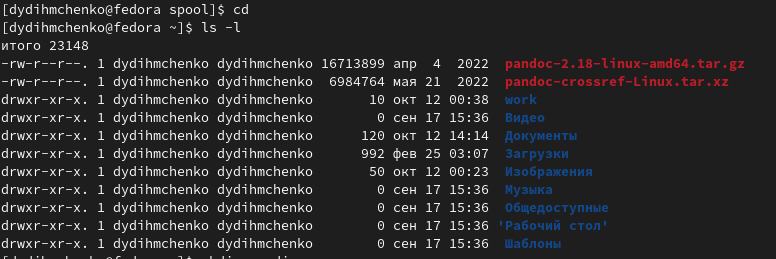 [dydihmchenko@fedora spool]$ cd
[dydihmchenko@fedora ~]$ ls -l
итого 23148
-rw-r--r--. 1 dydihmchenko dydihmchenko 16713899 апр  4  2022  pandoc-2.18-linux-amd64.tar.gz
-rw-r--r--. 1 dydihmchenko dydihmchenko  6984764 мая 21  2022  pandoc-crossref-Linux.tar.xz
drwxr-xr-x. 1 dydihmchenko dydihmchenko       10 окт 12 00:38  work
drwxr-xr-x. 1 dydihmchenko dydihmchenko        0 сен 17 15:36  Видео
drwxr-xr-x. 1 dydihmchenko dydihmchenko      120 окт 12 14:14  Документы
drwxr-xr-x. 1 dydihmchenko dydihmchenko      992 фев 25 03:07  Загрузки
drwxr-xr-x. 1 dydihmchenko dydihmchenko       50 окт 12 00:23  Изображения
drwxr-xr-x. 1 dydihmchenko dydihmchenko        0 сен 17 15:36  Музыка
drwxr-xr-x. 1 dydihmchenko dydihmchenko        0 сен 17 15:36  Общедоступные
drwxr-xr-x. 1 dydihmchenko dydihmchenko        0 сен 17 15:36 'Рабочий стол'
drwxr-xr-x. 1 dydihmchenko dydihmchenko        0 сен 17 15:36  Шаблоны